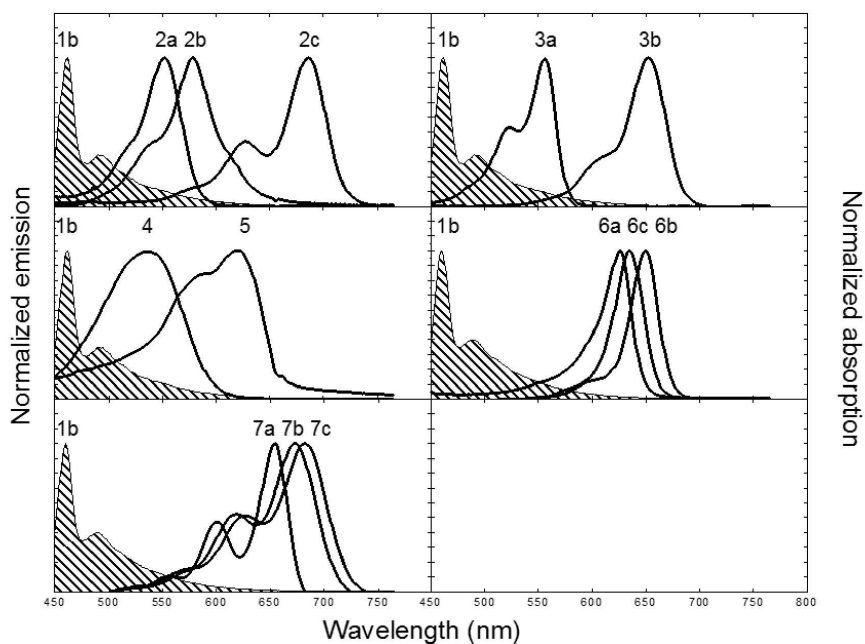 1b 2a 2b 2c
1b 3a 3b
1b 4 5
1b 6a 6c 6b
1b 7a 7b 7c
Normalized emission
Normalized absorption
450 500 550 600 650 700 750
450 500 550 600 650 700 750 800
Wavelength (nm)